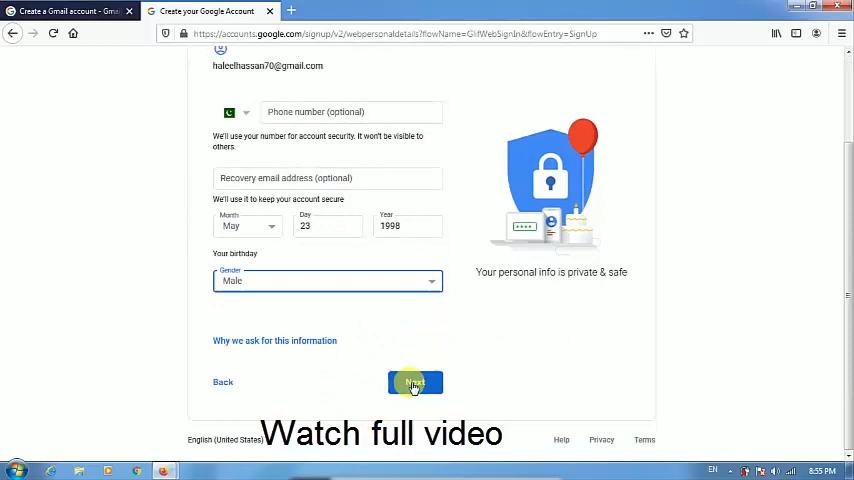 Create a Gmail account - Gma
Create your Google Account
https://accounts.google.com/signup/v2/webpersonaldetails?flowName=GlifWebSignIn&flowEntry=SignUp
haleelhassan70@gmail.com
Phone number (optional)
We'll use your number for account security. It won't be visible to
others.
Recovery email address (optional)
We'll use it to keep your account secure
Month Day Year
May 23 1998
Your birthday
Gender
Male
Your personal info is private & safe
Why we ask for this information
Back Next
Watch full video
English (United States) Help Privacy Terms
EN 8:55 PM